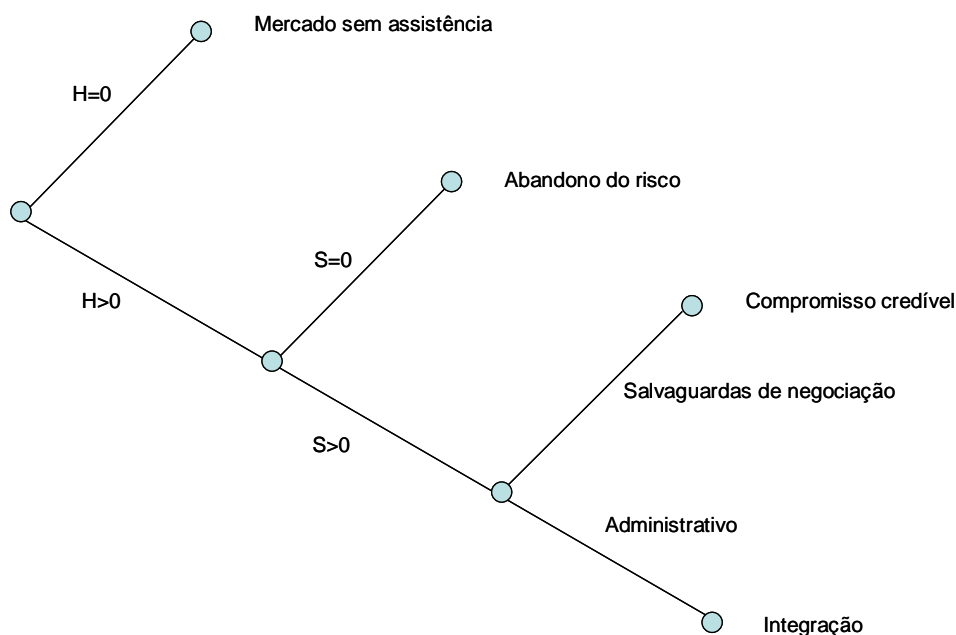 Mercado sem assistência
H=0
Abandono do risco
S=0
H>0
Compromisso credível
Salvaguardas de negociação
S>0
Administrativo
Integração